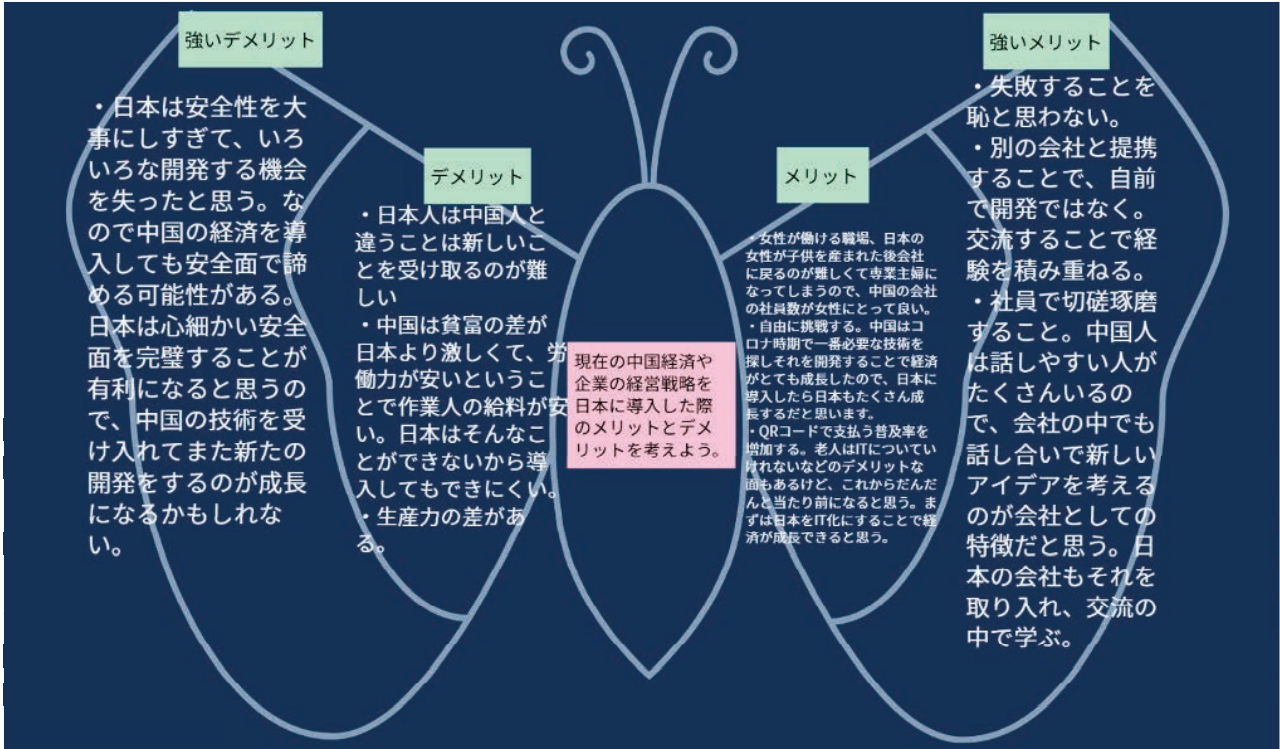 強いデメリット
・日本は安全性を大
事にしすぎて、いろ
いろな開発する機会
を失ったと思う。な
ので中国の経済を導
入しても安全面で諦
める可能性がある。
日本は心細かい安全
面を完璧することが
有利になると思うの
で、中国の技術を受
け入れてまた新たの
開発をするのが成長
になるかもしれな
い。
デメリット
・日本人は中国人と
違うことは新しいこ
とを受け取るのが難
しい
・中国は貧富の差が
日本より激しくて、労
働力が安いというこ
とで作業人の給料が安
い。日本はそんなこ
とができないから導
入してもできにくい。
・生産力の差があ
る。
現在の中国経済や
企業の経営戦略を
日本に導入した際
のメリットとデメ
リットを考えよう。
メリット
・女性が働ける職場、日本の
女性が子供を産まれた後会社
に戻るのが難しくて専業主婦に
なってしまうので、中国の会社
の社員数が女性にとって良い。
・自由に挑戦する。中国はコ
ロナ時期で一番必要な技術を
探しそれを開発することで経済
がとても成長したので、日本に
導入したら日本もたくさん成
長するだと思います。
・QRコードで支払う普及率を
増加する。老人はITについてい
けれないなどのデメリットな
面もあるけど、これからだんだ
んと当たり前になると思う。ま
ずは日本をIT化にすることで経
済が成長できると思う。
強いメリット
・失敗することを
恥と思わない。
・別の会社と提携
することで、自前
で開発ではなく。
交流することで経
験を積み重ねる。
・社員で切磋琢磨
すること。中国人
は話しやすい人が
たくさんいるの
で、会社の中でも
話し合いで新しい
アイデアを考える
のが会社としての
特徴だと思う。日
本の会社もそれを
取り入れ、交流の
中で学ぶ。